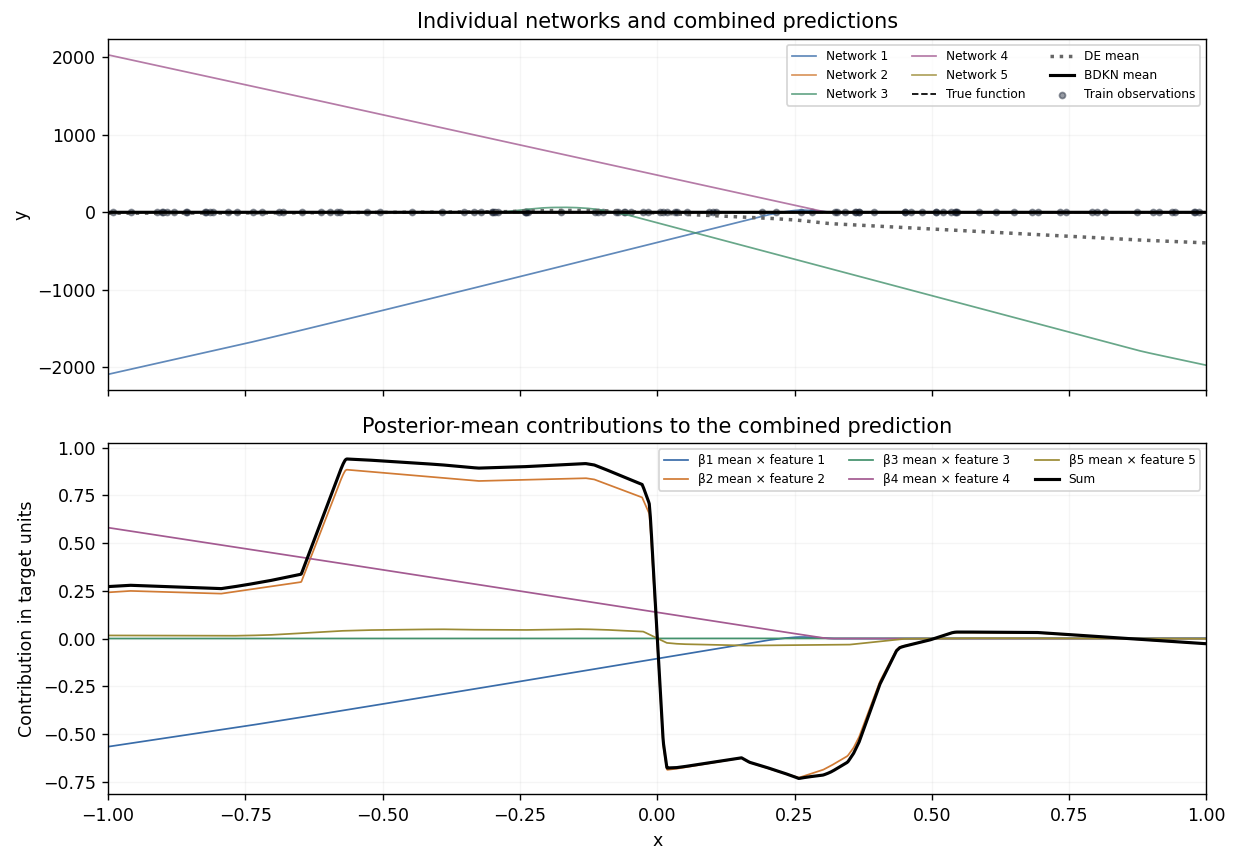 Individual networks and combined predictions
2000
1000
0
−1000
−2000
y
Network 1
Network 2
Network 3
Network 4
Network 5
True function
DE mean
BDKN mean
Train observations
Posterior-mean contributions to the combined prediction
1.00
0.75
0.50
0.25
0.00
−0.25
−0.50
−0.75
Contribution in target units
β1 mean × feature 1
β2 mean × feature 2
β3 mean × feature 3
β4 mean × feature 4
β5 mean × feature 5
Sum
−1.00
−0.75
−0.50
−0.25
0.00
0.25
0.50
0.75
1.00
x